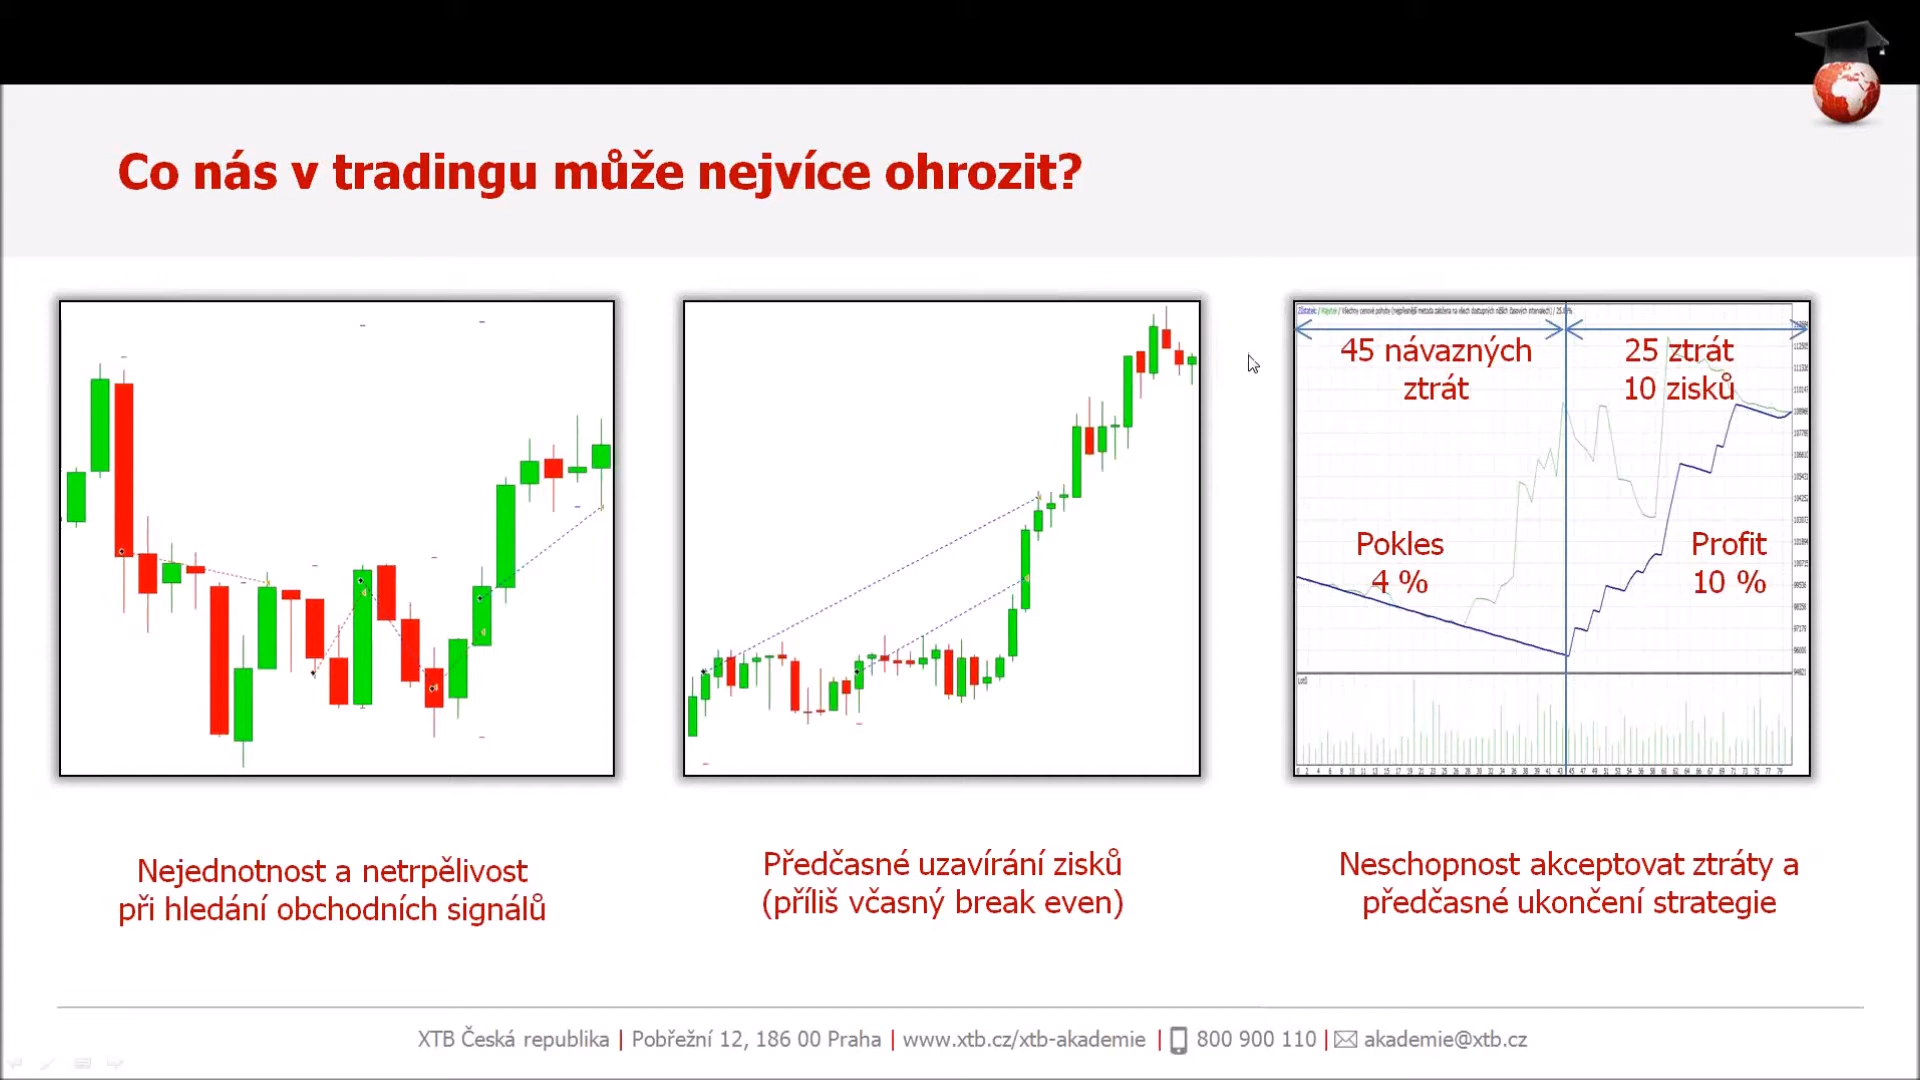 Co nás v tradingu může nejvíce ohrozit?
45 návazných
ztrát
25 ztrát
10 zisků
Pokles
4 %
Profit
10 %
Nejednotnost a netrpělivost
při hledání obchodních signálů
Předčasné uzavírání zisků
(příliš včasný break even)
Neschopnost akceptovat ztráty a
předčasné ukončení strategie
XTB Česká republika | Pobřežní 12, 186 00 Praha | www.xtb.cz/xtb-akademie | 800 900 110 | akademie@xtb.cz